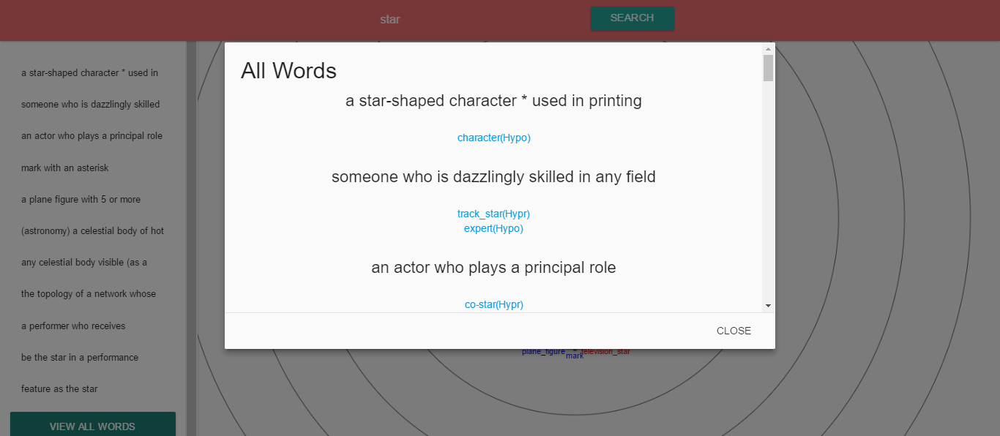 star
SEARCH
a star-shaped character * used in
someone who is dazzlingly skilled
an actor who plays a principal role
mark with an asterisk
a plane figure with 5 or more
(astronomy) a celestial body of hot
any celestial body visible (as a
the topology of a network whose
a performer who receives
be the star in a performance
feature as the star
VIEW ALL WORDS
All Words
a star-shaped character * used in printing
character(Hypo)
someone who is dazzlingly skilled in any field
track_star(Hypr)
expert(Hypo)
an actor who plays a principal role
co-star(Hypr)
CLOSE
plane_figure
mark
television_star